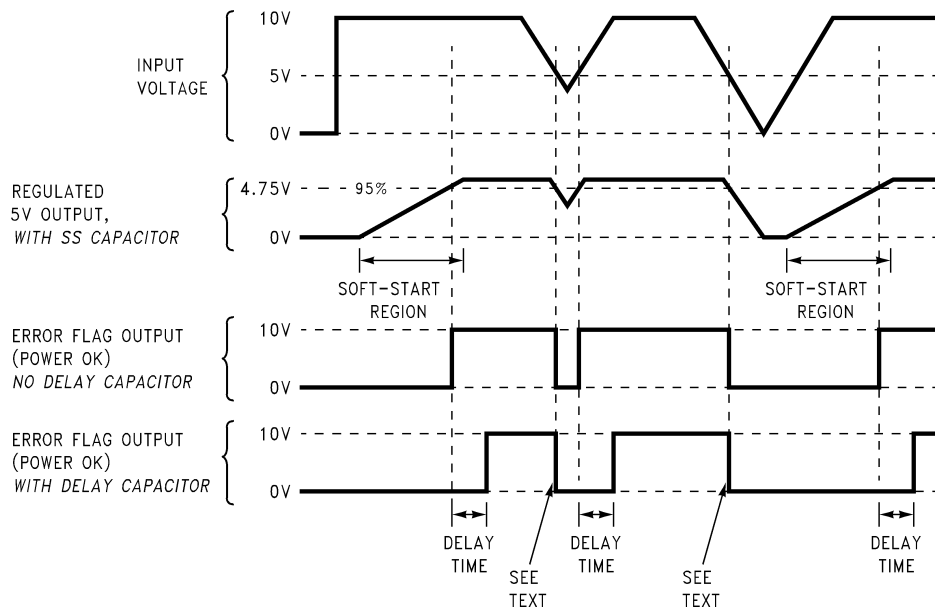 INPUT
VOLTAGE
10V
5V
0V
REGULATED
5V OUTPUT,
WITH SS CAPACITOR
4.75V
95%
0V
SOFT-START
REGION
SOFT-START
REGION
ERROR FLAG OUTPUT
(POWER OK)
NO DELAY CAPACITOR
10V
0V
ERROR FLAG OUTPUT
(POWER OK)
WITH DELAY CAPACITOR
10V
0V
DELAY
TIME
SEE
TEXT
DELAY
TIME
SEE
TEXT
DELAY
TIME